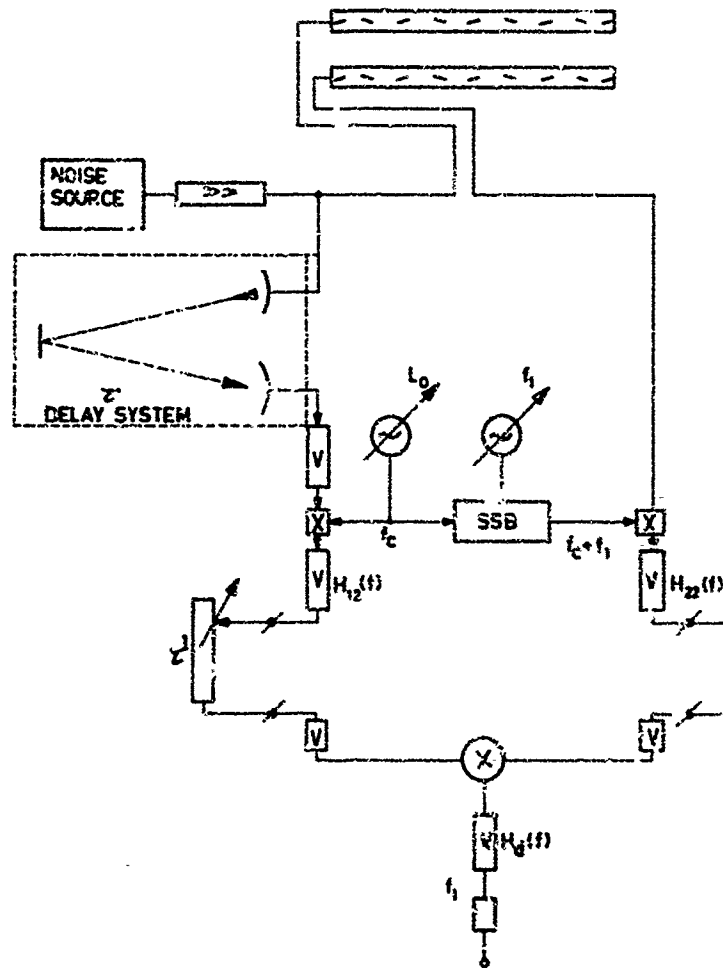 NOISE
SOURCE
>>>
τ'
DELAY SYSTEM
L₀
f₁
V
X
f_c
SSB
f_c+f₁
X
V
H₁₂(f)
V
H₂₂(f)
τ
V
X
V
H_d(f)
f₁